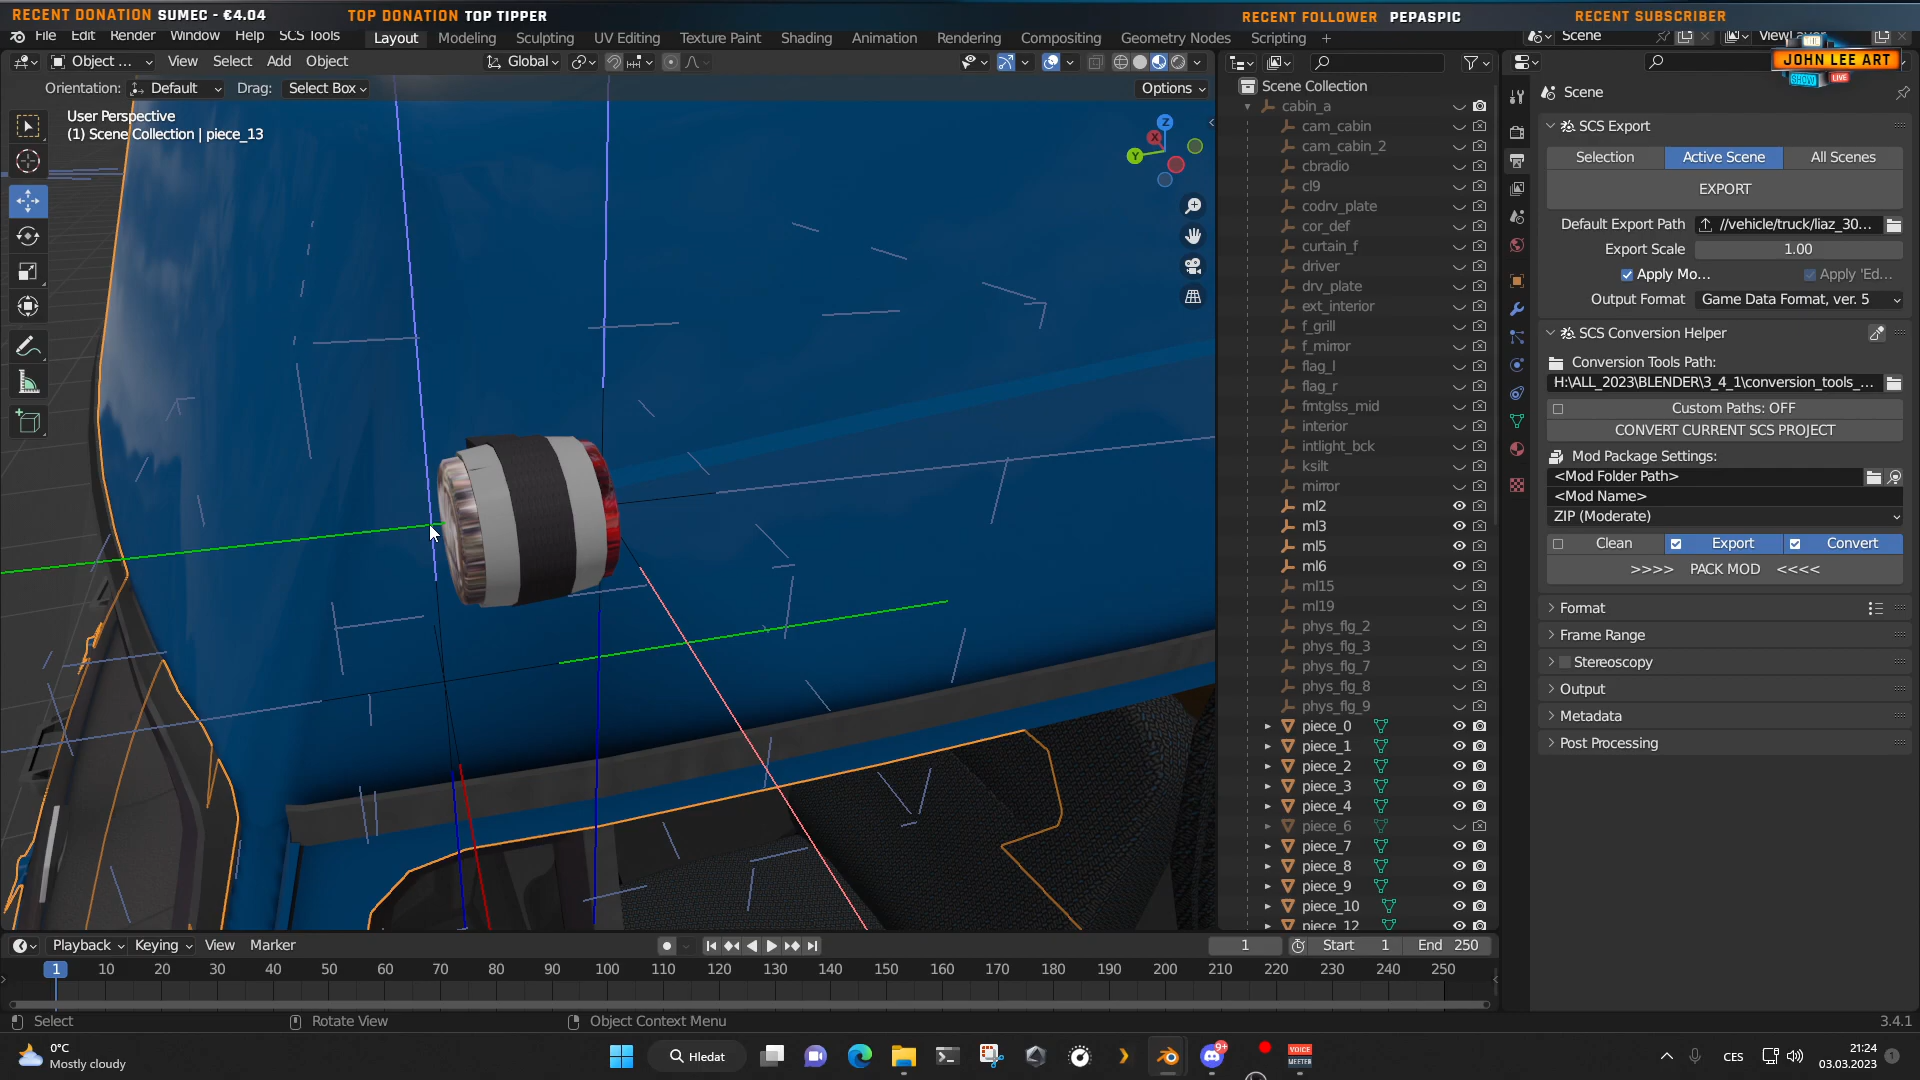 RECENT DONATION SUMEC - €4.04
TOP DONATION TOP TIPPER
RECENT FOLLOWER PEPASPIC
RECENT SUBSCRIBER
File Edit Render Window Help SCS Tools
Layout Modeling Sculpting UV Editing Texture Paint Shading Animation Rendering Compositing Geometry Nodes Scripting +
Scene
ViewLayer
JOHN LEE ART
SHOW LIVE
Object ... View Select Add Object
Global
Orientation: Default Drag: Select Box
Options
User Perspective
(1) Scene Collection | piece_13
Z
X
Y
Scene Collection
cabin_a
cam_cabin
cam_cabin_2
cbradio
cl9
codrv_plate
cor_def
curtain_f
driver
drv_plate
ext_interior
f_grill
f_mirror
flag_l
flag_r
frntglss_mid
interior
intlight_bck
ksilt
mirror
ml2
ml3
ml5
ml6
ml15
ml19
phys_flg_2
phys_flg_3
phys_flg_7
phys_flg_8
phys_flg_9
piece_0
piece_1
piece_2
piece_3
piece_4
piece_6
piece_7
piece_8
piece_9
piece_10
piece_12
Scene
SCS Export
Selection Active Scene All Scenes
EXPORT
Default Export Path //vehicle/truck/liaz_30...
Export Scale 1.00
Apply Mo... Apply 'Ed...
Output Format Game Data Format, ver. 5
SCS Conversion Helper
Conversion Tools Path:
H:\ALL_2023\BLENDER\3_4_1\conversion_tools_...
Custom Paths: OFF
CONVERT CURRENT SCS PROJECT
Mod Package Settings:
<Mod Folder Path>
<Mod Name>
ZIP (Moderate)
Clean Export Convert
>>>> PACK MOD <<<<
Format
Frame Range
Stereoscopy
Output
Metadata
Post Processing
Playback Keying View Marker
1 Start 1 End 250
1 10 20 30 40 50 60 70 80 90 100 110 120 130 140 150 160 170 180 190 200 210 220 230 240 250
Select Rotate View Object Context Menu
3.4.1
0°C
Mostly cloudy
Hledat
9+
VOICE
MEETER
CES
21:24
03.03.2023
1